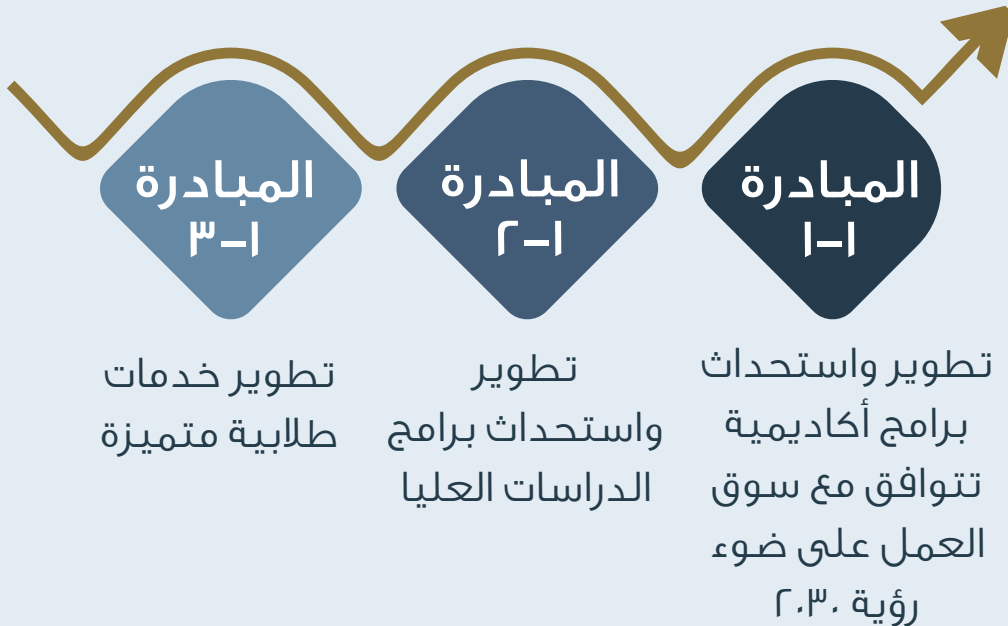 المبادرة
١-١
تطوير واستحداث
برامج أكاديمية
تتوافق مع سوق
العمل على ضوء
رؤية ٢٠٣٠
المبادرة
١-٢
تطوير
واستحداث برامج
الدراسات العليا
المبادرة
١-٣
تطوير خدمات
طلابية متميزة